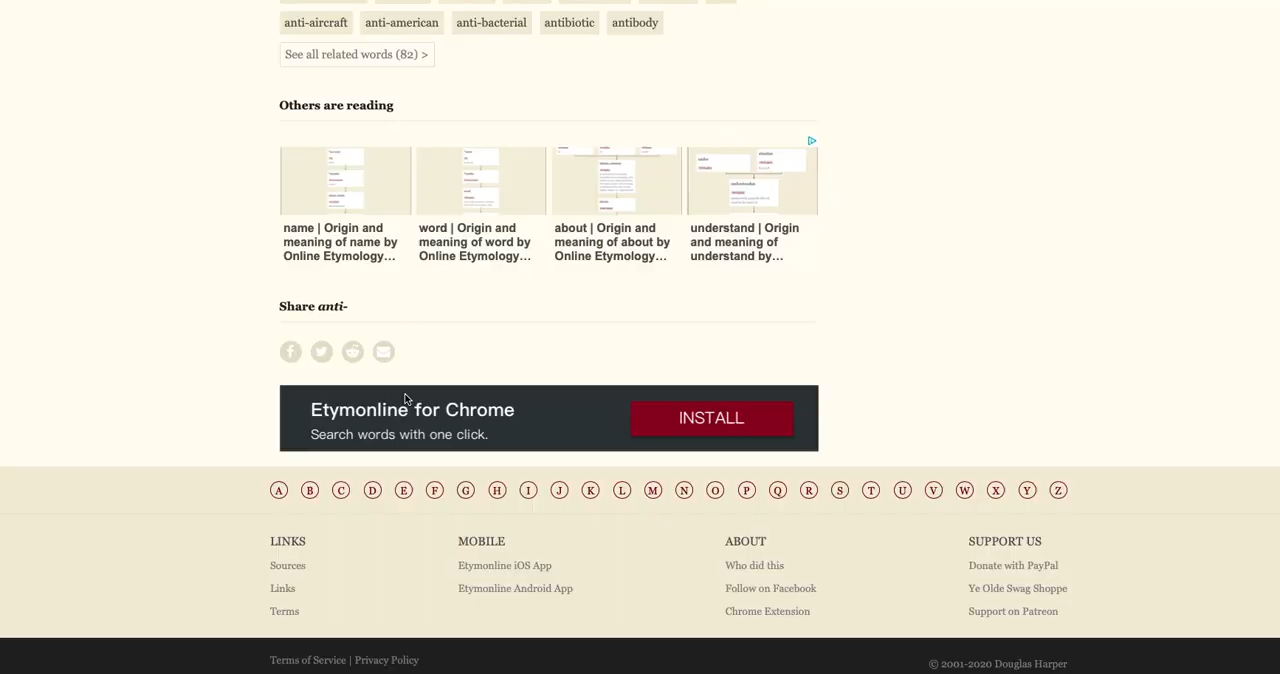 anti-aircraft anti-american anti-bacterial antibiotic antibody
See all related words (82) >
Others are reading
name | Origin and meaning of name by Online Etymology...
word | Origin and meaning of word by Online Etymology...
about | Origin and meaning of about by Online Etymology...
understand | Origin and meaning of understand by...
Share anti-
Etymonline for Chrome
Search words with one click.
INSTALL
A B C D E F G H I J K L M N O P Q R S T U V W X Y Z
LINKS
Sources
Links
Terms
MOBILE
Etymonline iOS App
Etymonline Android App
ABOUT
Who did this
Follow on Facebook
Chrome Extension
SUPPORT US
Donate with PayPal
Ye Olde Swag Shoppe
Support on Patreon
Terms of Service | Privacy Policy
© 2001-2020 Douglas Harper